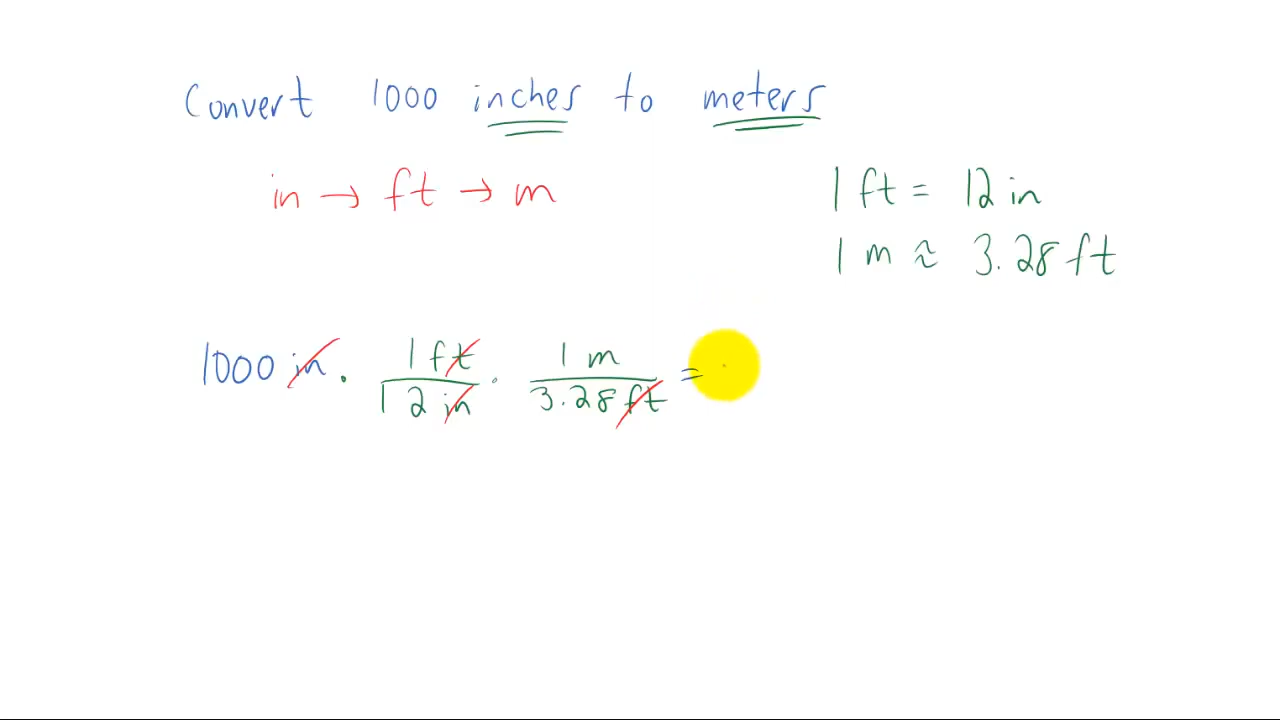 Convert 1000 inches to meters
in → ft → m
1 ft = 12 in
1 m ≈ 3.28 ft
1000 in · 1 ft / 12 in · 1 m / 3.28 ft =